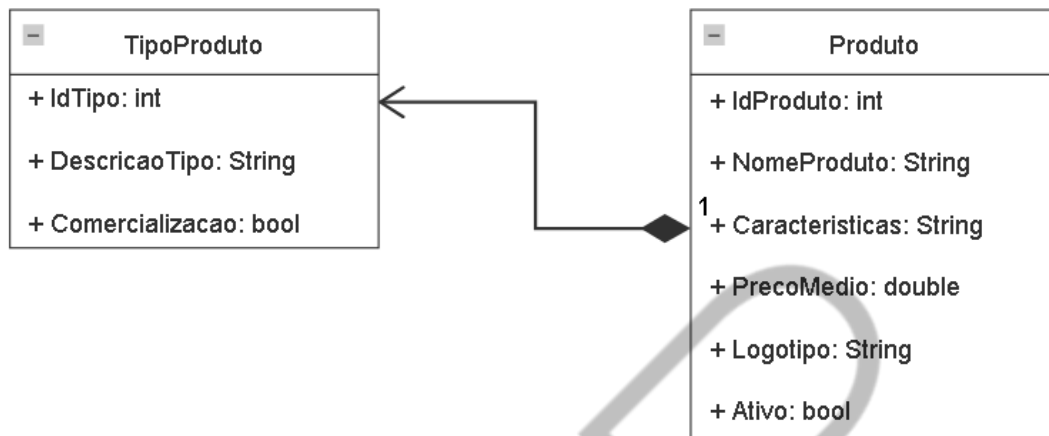 TipoProduto
+ IdTipo: int
+ DescricaoTipo: String
+ Comercializacao: bool
Produto
+ IdProduto: int
+ NomeProduto: String
1
+ Caracteristicas: String
+ PrecoMedio: double
+ Logotipo: String
+ Ativo: bool